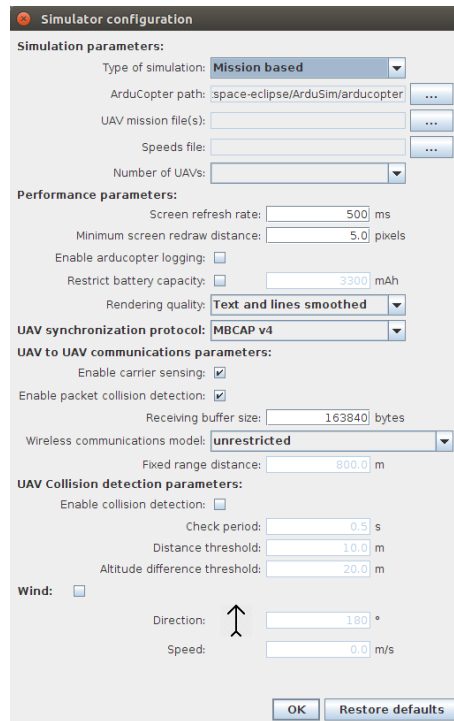 Simulator configuration
Simulation parameters:
Type of simulation: Mission based
ArduCopter path: :space-eclipse/ArduSim/arducopter ...
UAV mission file(s): ...
Speeds file: ...
Number of UAVs:
Performance parameters:
Screen refresh rate: 500 ms
Minimum screen redraw distance: 5.0 pixels
Enable arducopter logging:
Restrict battery capacity: 3300 mAh
Rendering quality: Text and lines smoothed
UAV synchronization protocol: MBCAP v4
UAV to UAV communications parameters:
Enable carrier sensing:
Enable packet collision detection:
Receiving buffer size: 163840 bytes
Wireless communications model: unrestricted
Fixed range distance: 800.0 m
UAV Collision detection parameters:
Enable collision detection:
Check period: 0.5 s
Distance threshold: 10.0 m
Altitude difference threshold: 20.0 m
Wind:
Direction: 180 °
Speed: 0.0 m/s
OK Restore defaults